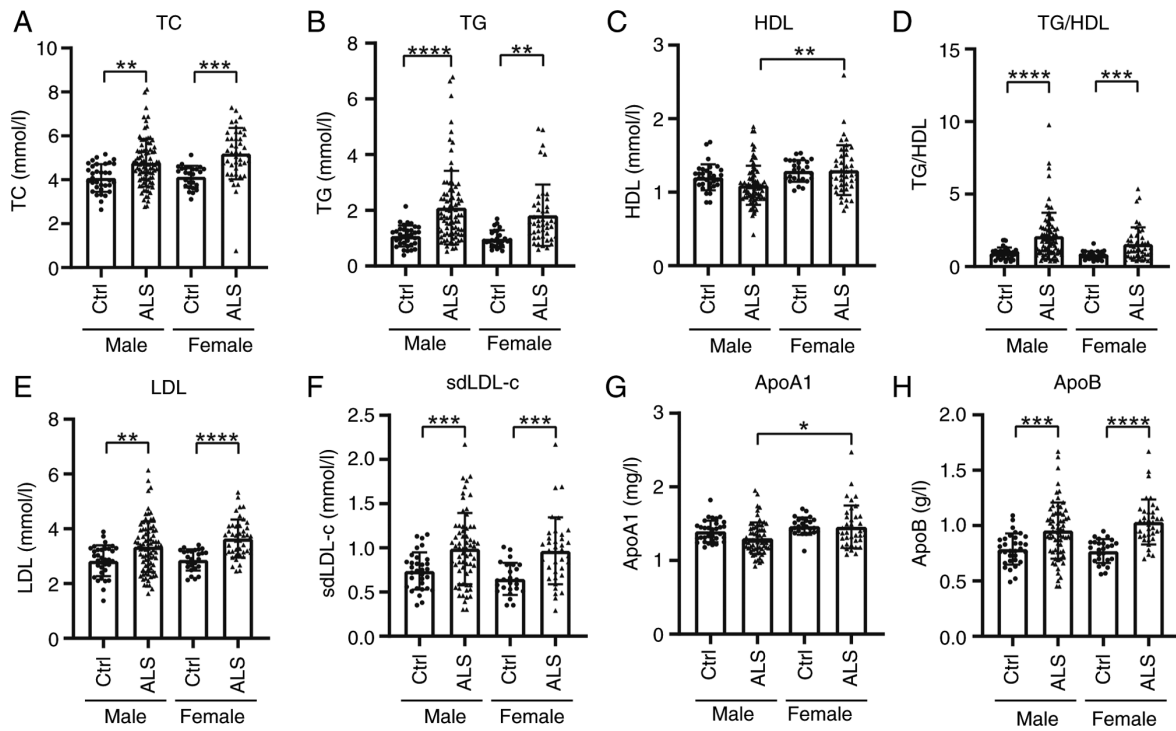 A TC
TC (mmol/l)
10
8
6
4
2
0
** ***
Ctrl ALS Ctrl ALS
Male Female
B TG
TG (mmol/l)
8
6
4
2
0
**** **
Ctrl ALS Ctrl ALS
Male Female
C HDL
HDL (mmol/l)
3
2
1
0
**
Ctrl ALS Ctrl ALS
Male Female
D TG/HDL
TG/HDL
15
10
5
0
**** ***
Ctrl ALS Ctrl ALS
Male Female
E LDL
LDL (mmol/l)
8
6
4
2
0
** ****
Ctrl ALS Ctrl ALS
Male Female
F sdLDL-c
sdLDL-c (mmol/l)
2.5
2.0
1.5
1.0
0.5
0.0
*** ***
Ctrl ALS Ctrl ALS
Male Female
G ApoA1
ApoA1 (mg/l)
3
2
1
0
*
Ctrl ALS Ctrl ALS
Male Female
H ApoB
ApoB (g/l)
2.0
1.5
1.0
0.5
0.0
*** ****
Ctrl ALS Ctrl ALS
Male Female